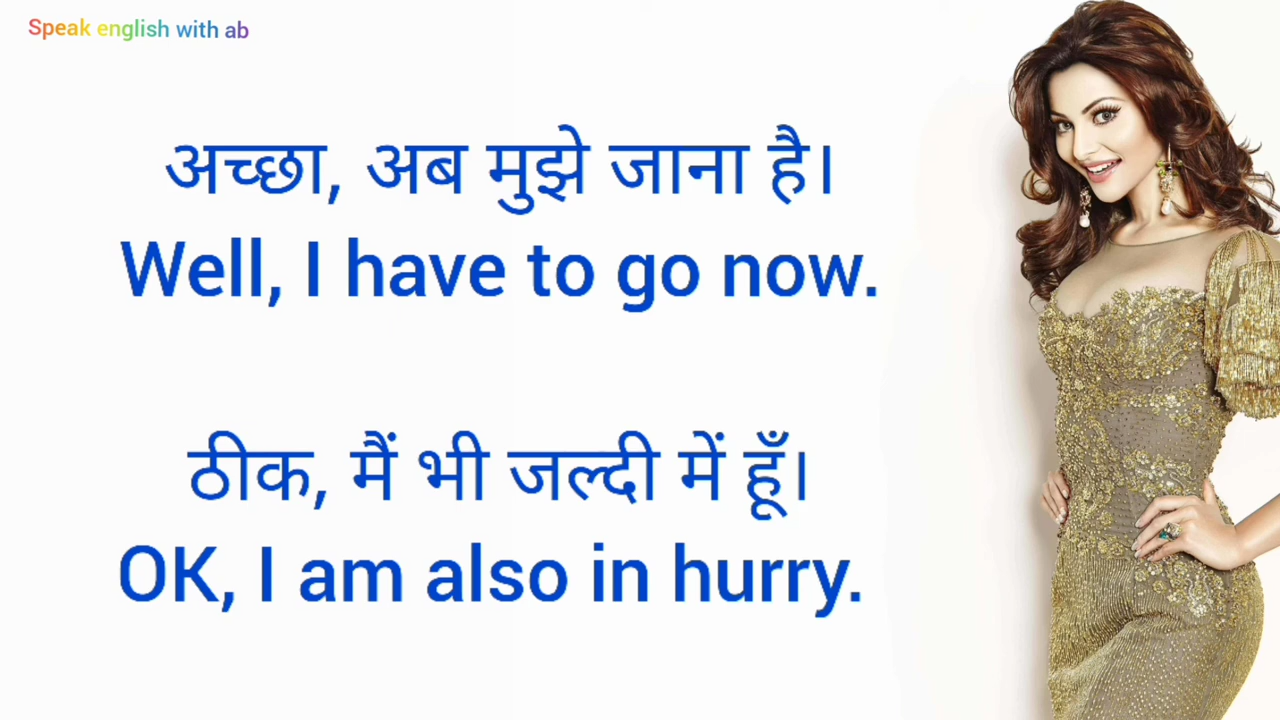 Speak english with ab
अच्छा, अब मुझे जाना है।
Well, I have to go now.
ठीक, मैं भी जल्दी में हूँ।
OK, I am also in hurry.